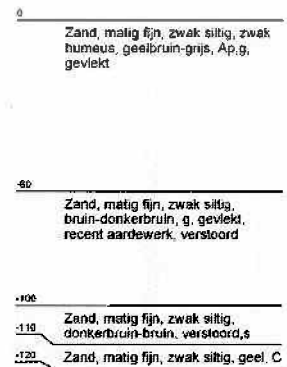 0
Zand, matig fijn, zwak siltig, zwak
humeus, geelbruin-grijs, Ap,g,
gevlekt
-60
Zand, matig fijn, zwak siltig,
bruin-donkerbruin, g, gevlekt,
recent aardewerk, verstoord
-100
Zand, matig fijn, zwak siltig,
-110
donkerbruin-bruin, verstoord,s
-120
Zand, matig fijn, zwak siltig, geel, C